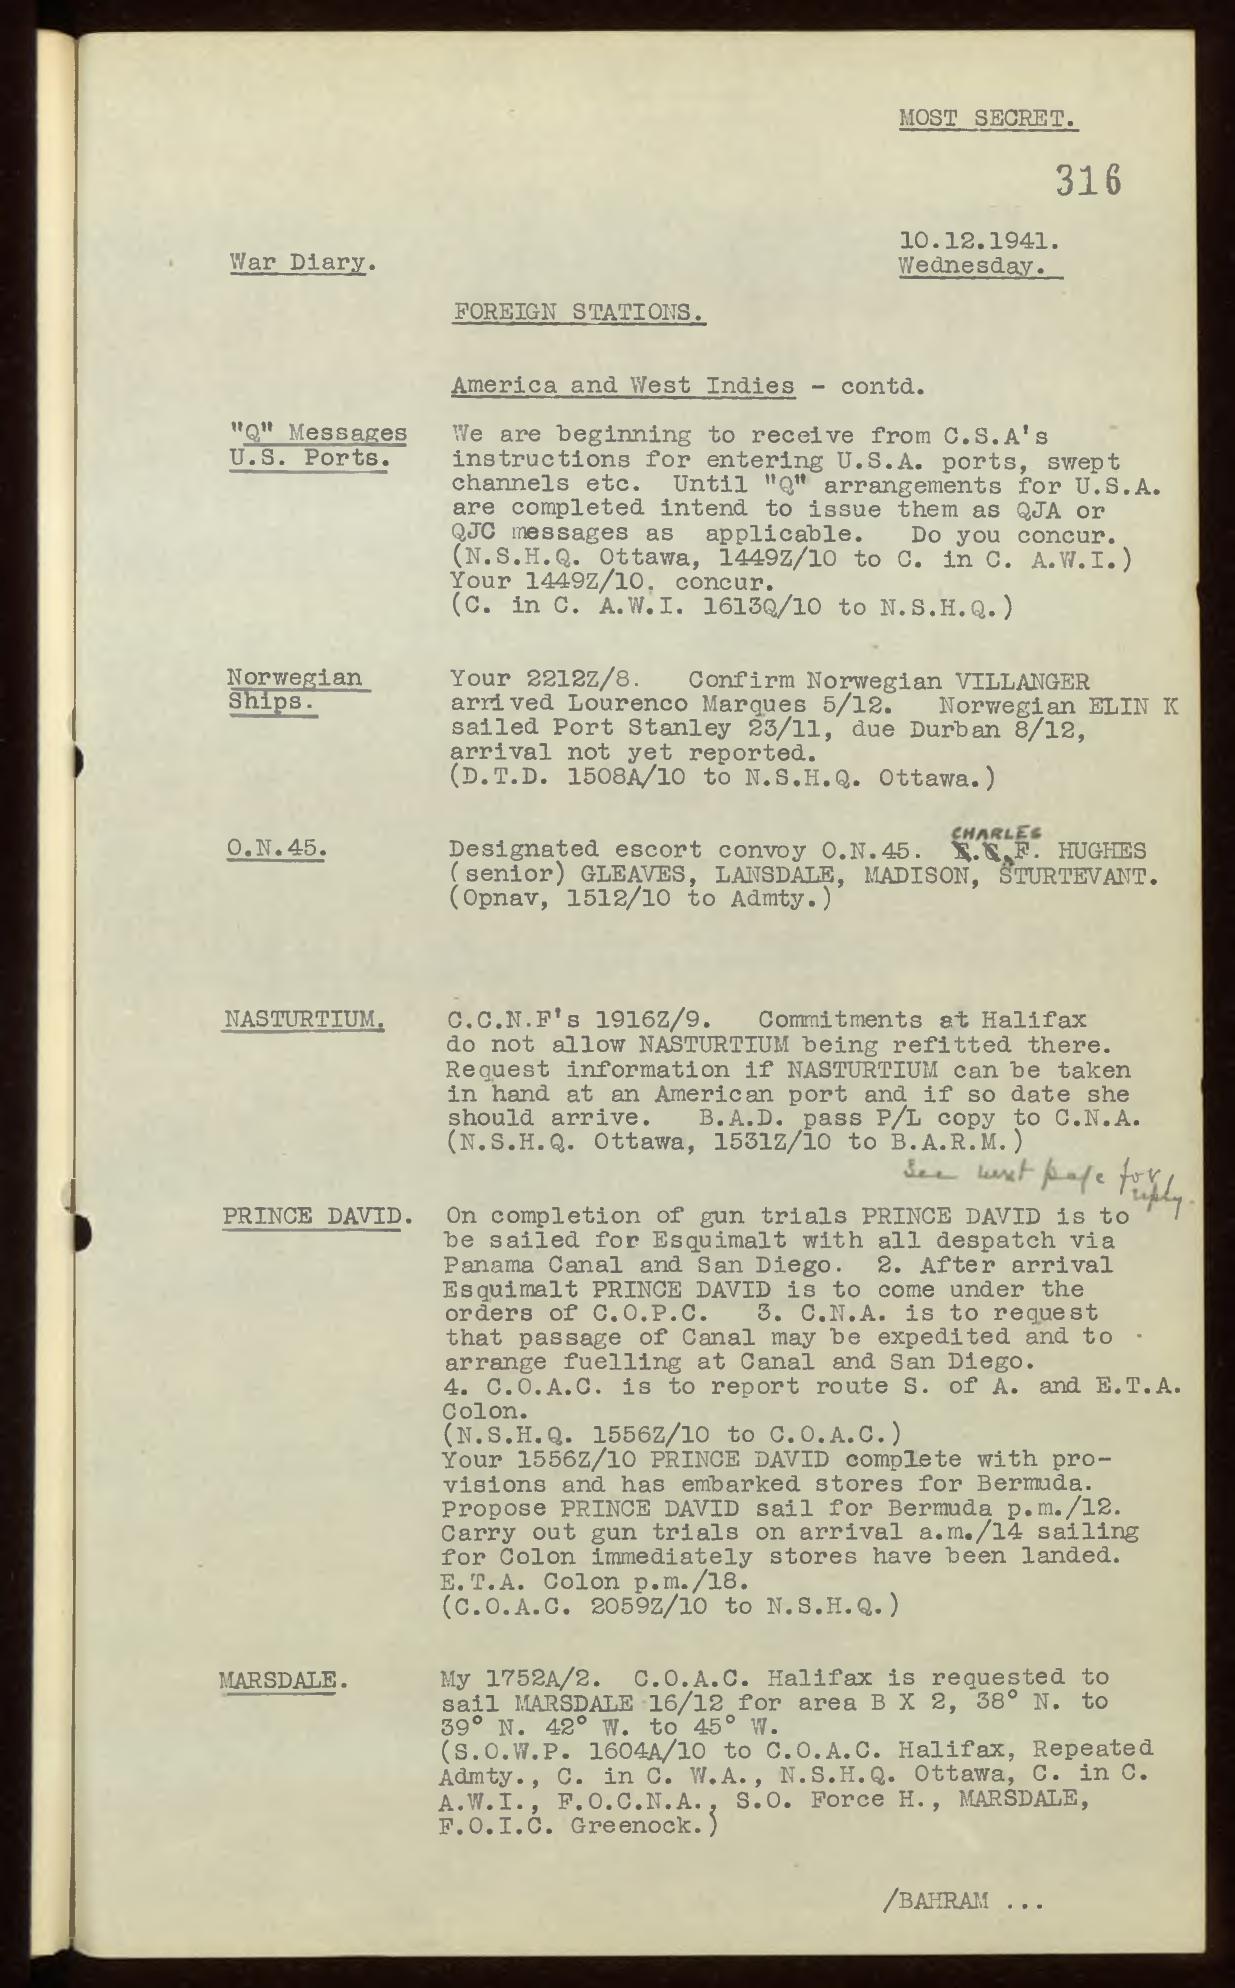 MOST SECRET.
316
10.12.1941.
War Diary.
Wednesday.
FOREIGN STATIONS.
America and West Indies - contd.
"Q" Messages
U.S. Ports.
We are beginning to receive from C.S.A's
instructions for entering U.S.A. ports, swept
channels etc. Until "Q" arrangements for U.S.A.
are completed intend to issue them as QJA or
QJC messages as applicable. Do you concur.
(N.S.H.Q. Ottawa, 1449Z/10 to C. in C. A.W.I.)
Your 1449Z/10. concur.
(C. in C. A.W.I. 1613Q/10 to N.S.H.Q.)
Norwegian
Ships.
Your 2212Z/8. Confirm Norwegian VILLANGER
arrived Lourenco Marques 5/12. Norwegian ELIN K
sailed Port Stanley 23/11, due Durban 8/12,
arrival not yet reported.
(D.T.D. 1508A/10 to N.S.H.Q. Ottawa.)
O.N.45.
CHARLES
Designated escort convoy O.N.45. F. HUGHES
(senior) GLEAVES, LANSDALE, MADISON, STURTEVANT.
(Opnav, 1512/10 to Admty.)
NASTURTIUM.
C.C.N.F's 1916Z/9. Commitments at Halifax
do not allow NASTURTIUM being refitted there.
Request information if NASTURTIUM can be taken
in hand at an American port and if so date she
should arrive. B.A.D. pass P/L copy to C.N.A.
(N.S.H.Q. Ottawa, 1531Z/10 to B.A.R.M.)
See next page for
reply.
PRINCE DAVID.
On completion of gun trials PRINCE DAVID is to
be sailed for Esquimalt with all despatch via
Panama Canal and San Diego. 2. After arrival
Esquimalt PRINCE DAVID is to come under the
orders of C.O.P.C. 3. C.N.A. is to request
that passage of Canal may be expedited and to
arrange fuelling at Canal and San Diego.
4. C.O.A.C. is to report route S. of A. and E.T.A.
Colon.
(N.S.H.Q. 1556Z/10 to C.O.A.C.)
Your 1556Z/10 PRINCE DAVID complete with pro-
visions and has embarked stores for Bermuda.
Propose PRINCE DAVID sail for Bermuda p.m./12.
Carry out gun trials on arrival a.m./14 sailing
for Colon immediately stores have been landed.
E.T.A. Colon p.m./18.
(C.O.A.C. 2059Z/10 to N.S.H.Q.)
MARSDALE.
My 1752A/2. C.O.A.C. Halifax is requested to
sail MARSDALE 16/12 for area B X 2, 38° N. to
39° N. 42° W. to 45° W.
(S.O.W.P. 1604A/10 to C.O.A.C. Halifax, Repeated
Admty., C. in C. W.A., N.S.H.Q. Ottawa, C. in C.
A.W.I., F.O.C.N.A., S.O. Force H., MARSDALE,
F.O.I.C. Greenock.)
/BAHRAM ...